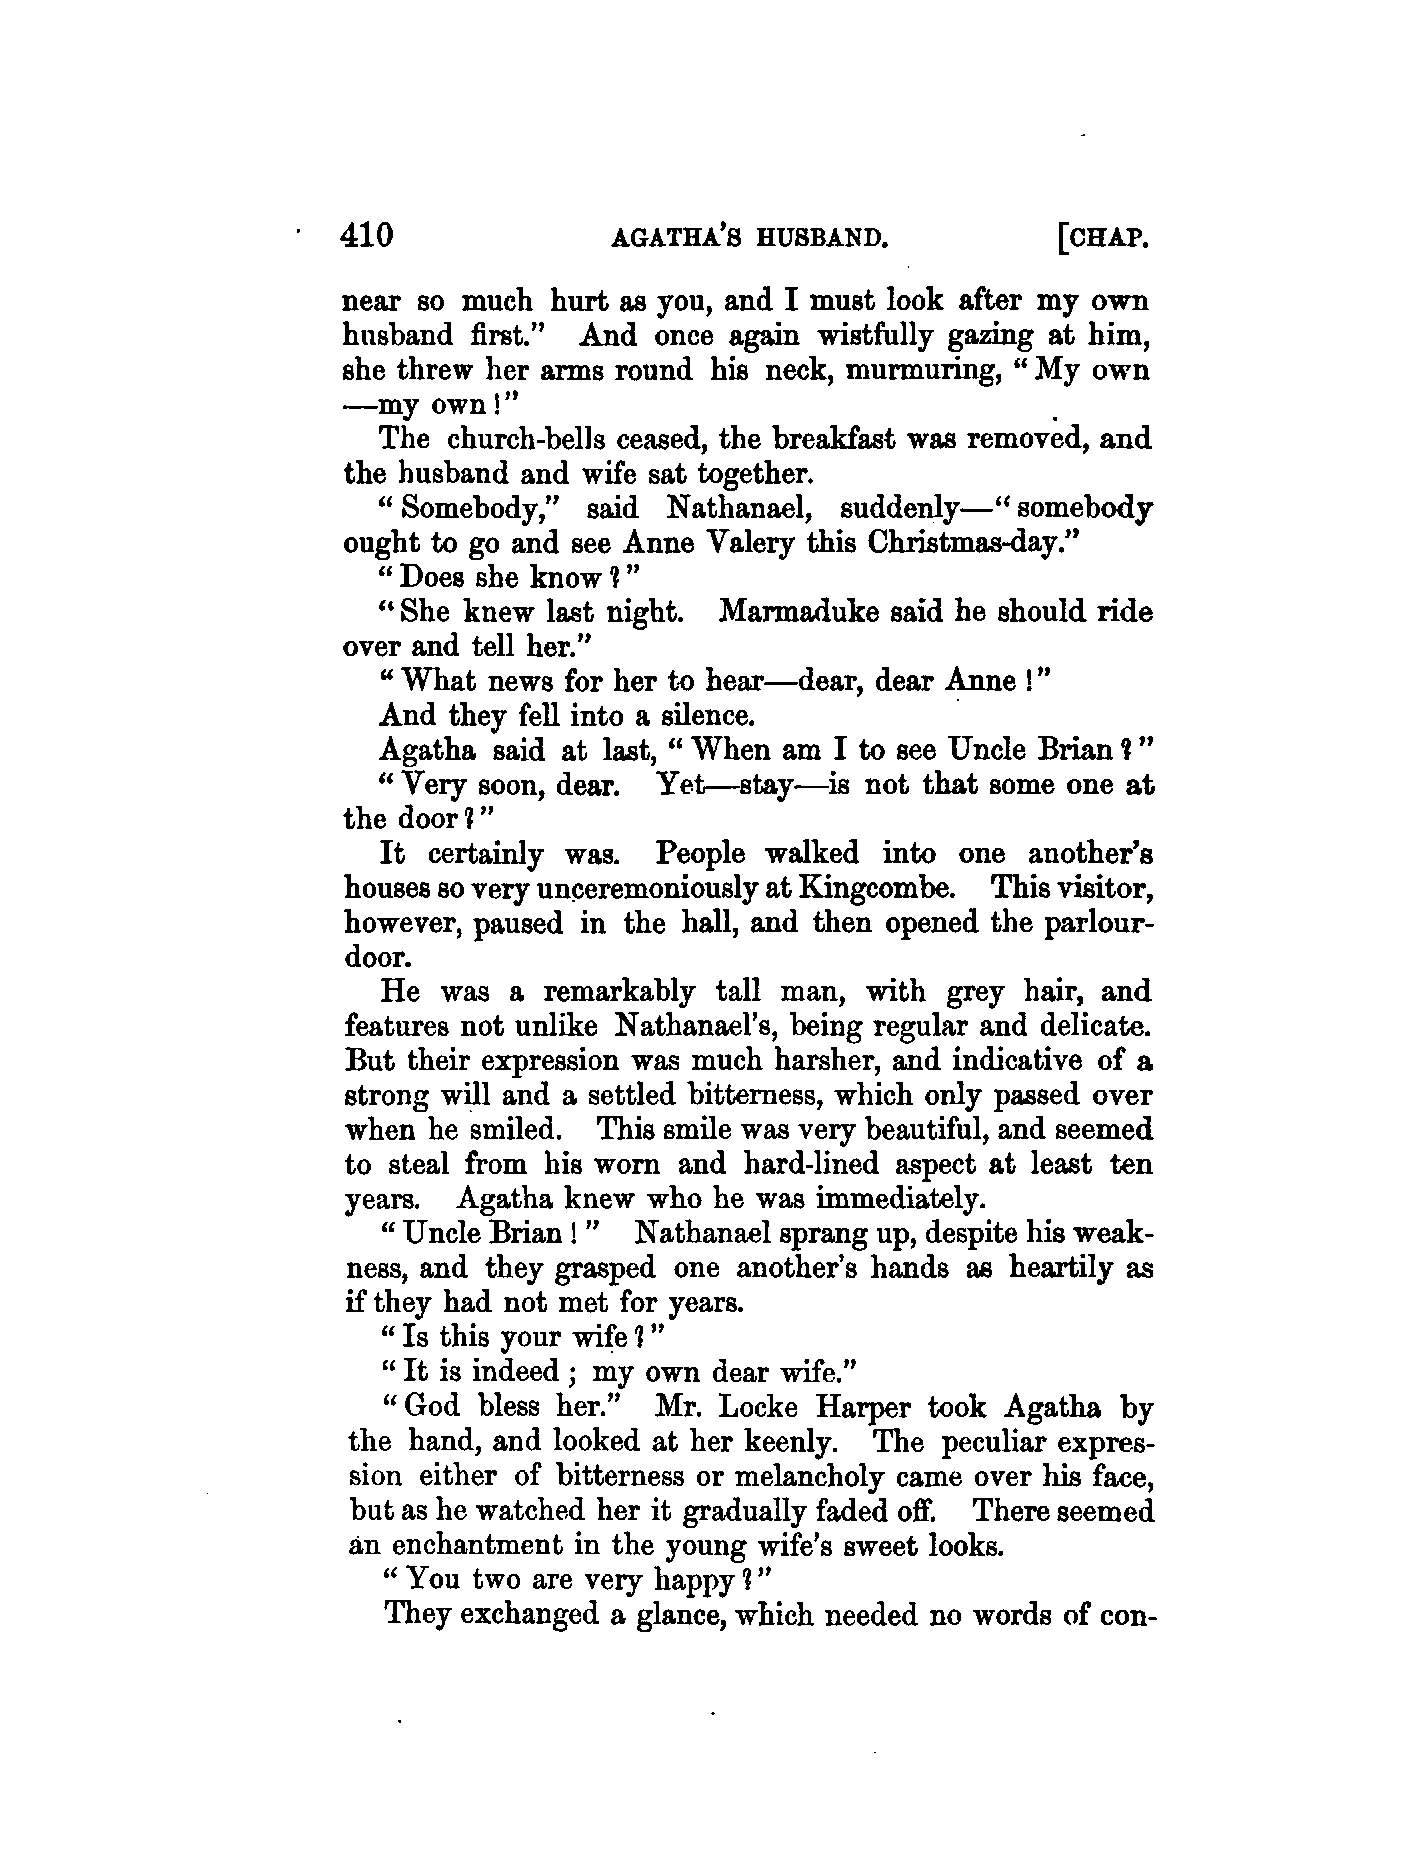 410 AGATHA'S HUSBAND. [CHAP.
near so much hurt as you, and I must look after my own
husband first." And once again wistfully gazing at him,
she threw her arms round his neck, murmuring, "My own
—my own!"
The church-bells ceased, the breakfast was removed, and
the husband and wife sat together.
"Somebody," said Nathanael, suddenly—"somebody
ought to go and see Anne Valery this Christmas-day."
"Does she know?"
"She knew last night. Marmaduke said he should ride
over and tell her."
"What news for her to hear—dear, dear Anne!"
And they fell into a silence.
Agatha said at last, "When am I to see Uncle Brian?"
"Very soon, dear. Yet—stay—is not that some one at
the door?"
It certainly was. People walked into one another's
houses so very unceremoniously at Kingcombe. This visitor,
however, paused in the hall, and then opened the parlour-
door.
He was a remarkably tall man, with grey hair, and
features not unlike Nathanael's, being regular and delicate.
But their expression was much harsher, and indicative of a
strong will and a settled bitterness, which only passed over
when he smiled. This smile was very beautiful, and seemed
to steal from his worn and hard-lined aspect at least ten
years. Agatha knew who he was immediately.
"Uncle Brian!" Nathanael sprang up, despite his weak-
ness, and they grasped one another's hands as heartily as
if they had not met for years.
"Is this your wife?"
"It is indeed; my own dear wife."
"God bless her." Mr. Locke Harper took Agatha by
the hand, and looked at her keenly. The peculiar expres-
sion either of bitterness or melancholy came over his face,
but as he watched her it gradually faded off. There seemed
an enchantment in the young wife's sweet looks.
"You two are very happy?"
They exchanged a glance, which needed no words of con-